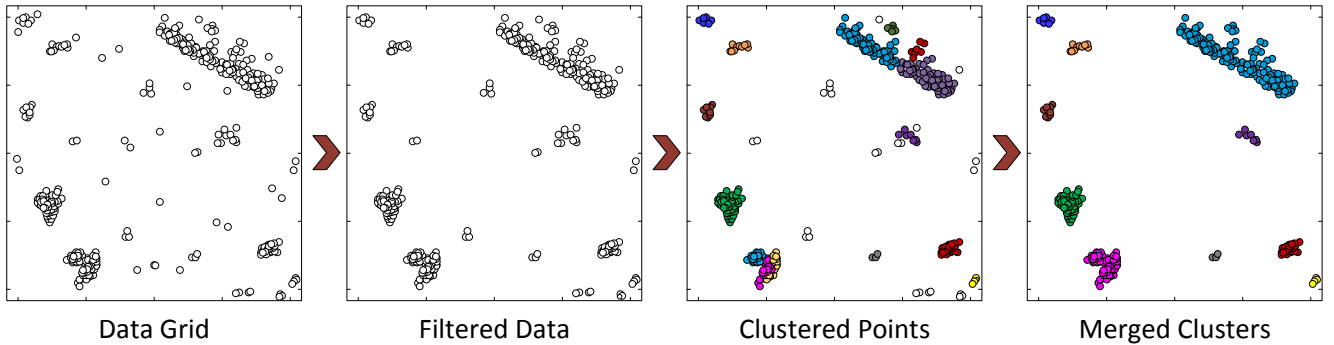 Data Grid
Filtered Data
Clustered Points
Merged Clusters